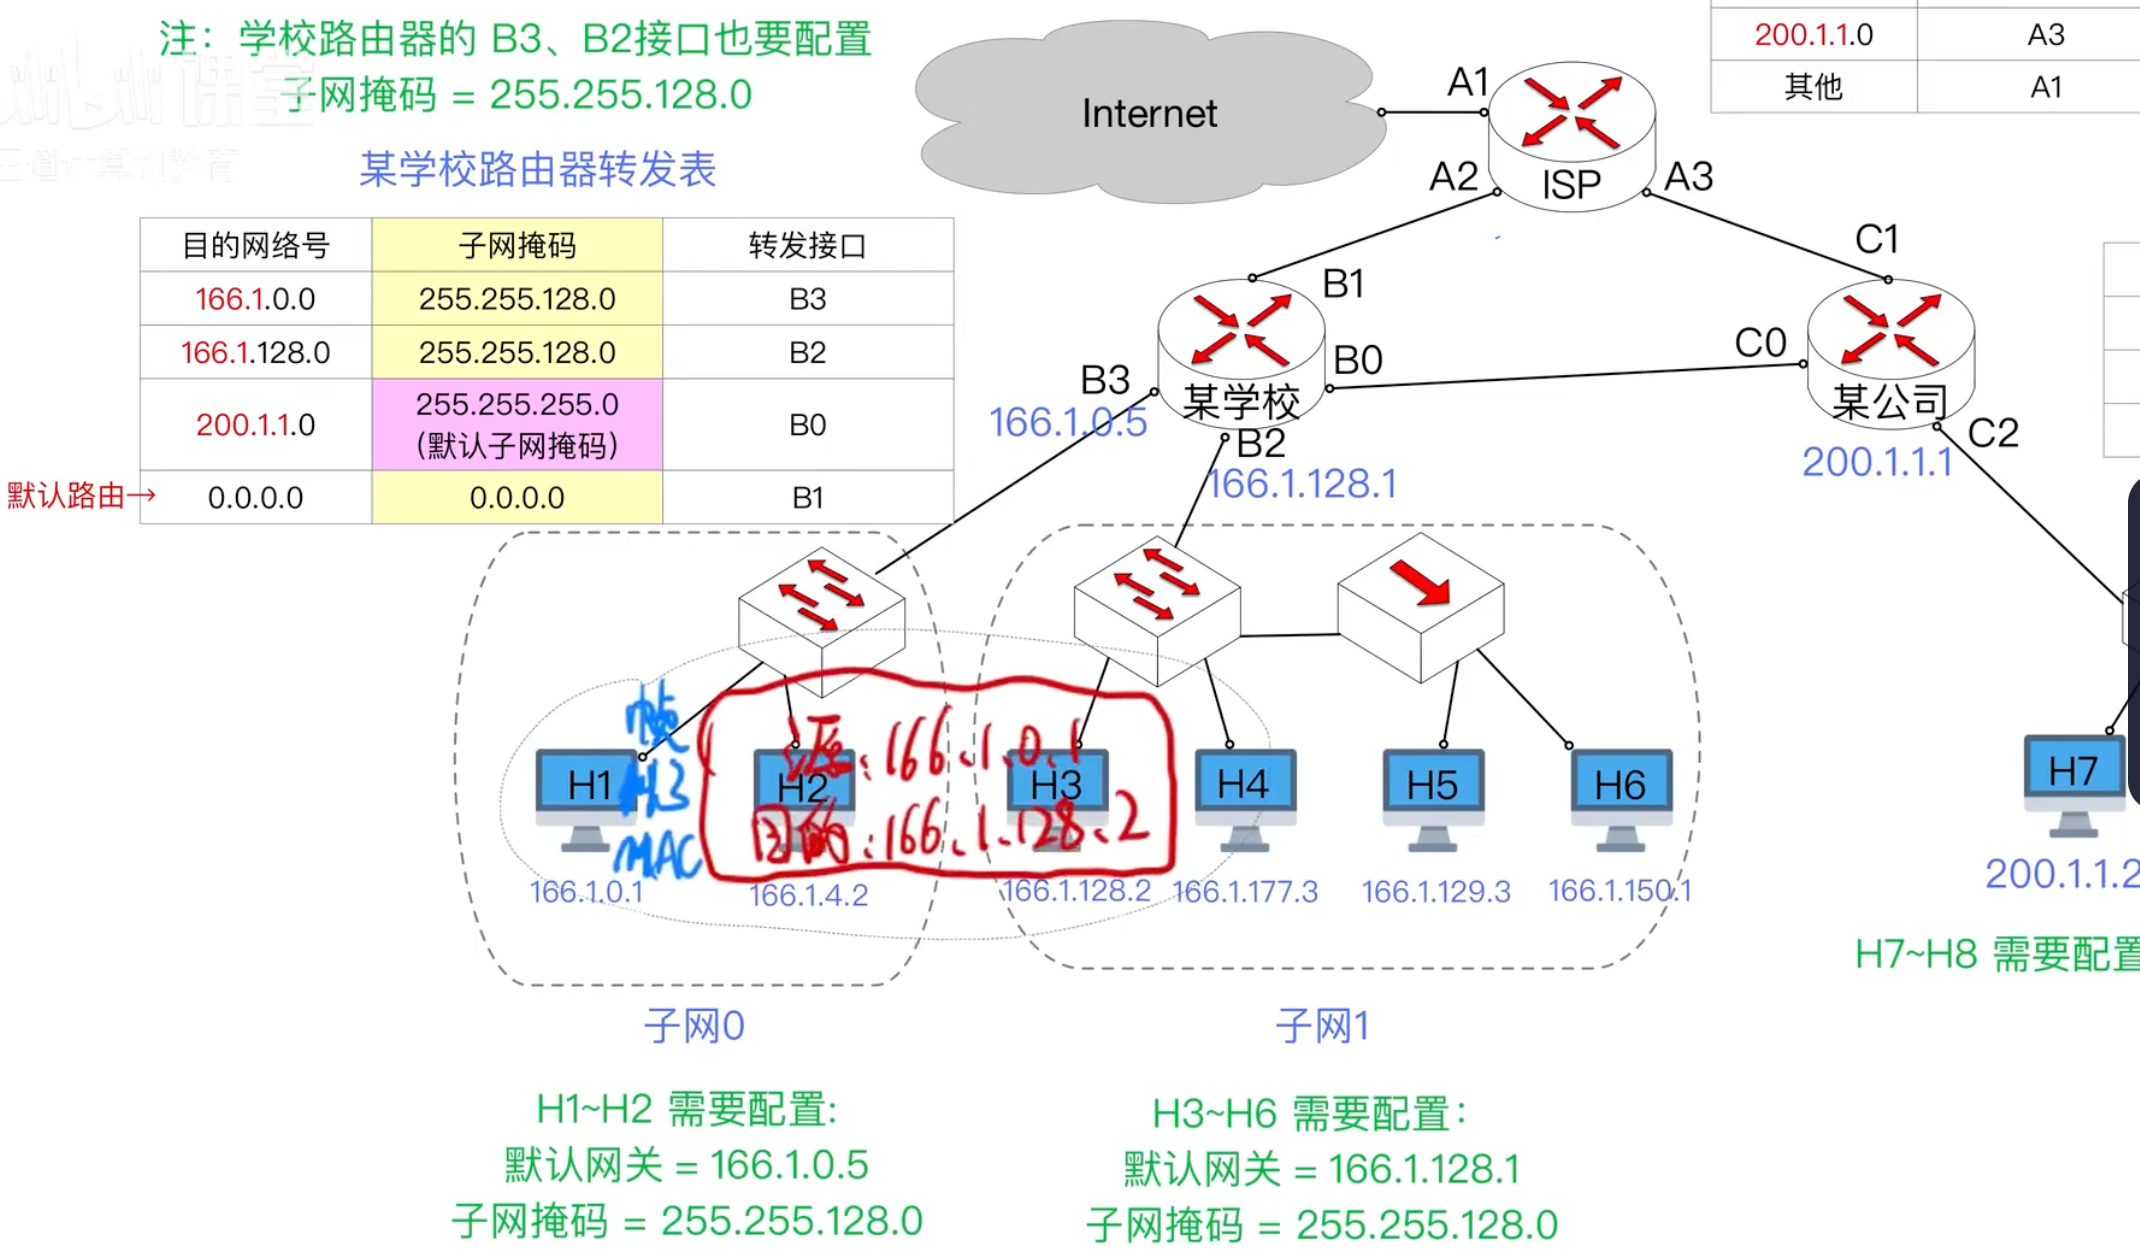 注：学校路由器的 B3、B2接口也要配置
子网掩码 = 255.255.128.0
课堂
某学校路由器转发表
目的网络号 子网掩码 转发接口
166.1.0.0 255.255.128.0 B3
166.1.128.0 255.255.128.0 B2
200.1.1.0 255.255.255.0 (默认子网掩码) B0
默认路由→ 0.0.0.0 0.0.0.0 B1
200.1.1.0 A3
其他 A1
Internet
A1
ISP
A2
A3
B1
C1
某学校
B3
166.1.0.5
B0
B2
166.1.128.1
C0
某公司
200.1.1.1
C2
帧
H3
MAC
源：166.1.0.1
目的：166.1.128.2
H1
H2
H3
H4
H5
H6
H7
166.1.0.1
166.1.4.2
166.1.128.2
166.1.177.3
166.1.129.3
166.1.150.1
200.1.1.2
H7~H8 需要配置
子网0
子网1
H1~H2 需要配置:
默认网关 = 166.1.0.5
子网掩码 = 255.255.128.0
H3~H6 需要配置：
默认网关 = 166.1.128.1
子网掩码 = 255.255.128.0